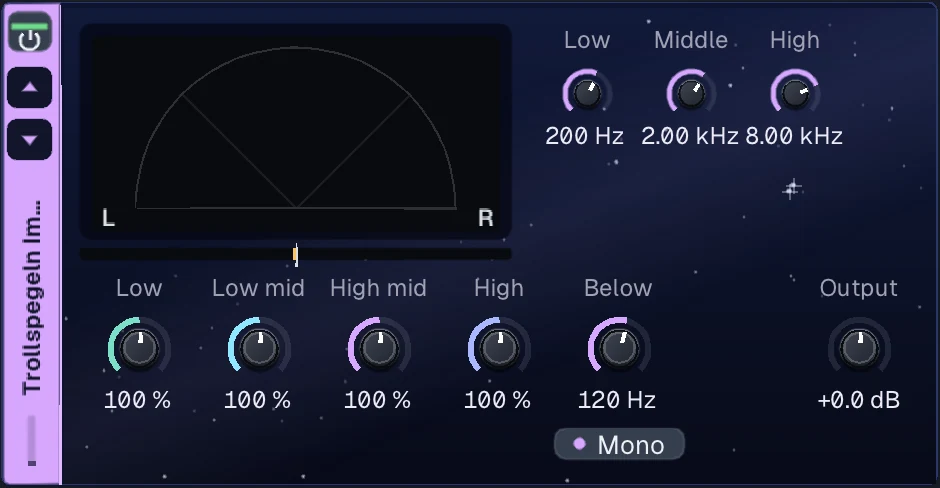 Trollspegeln Im...
L
R
Low
Middle
High
200 Hz
2.00 kHz
8.00 kHz
Low
Low mid
High mid
High
Below
Output
100 %
100 %
100 %
100 %
120 Hz
+0.0 dB
Mono